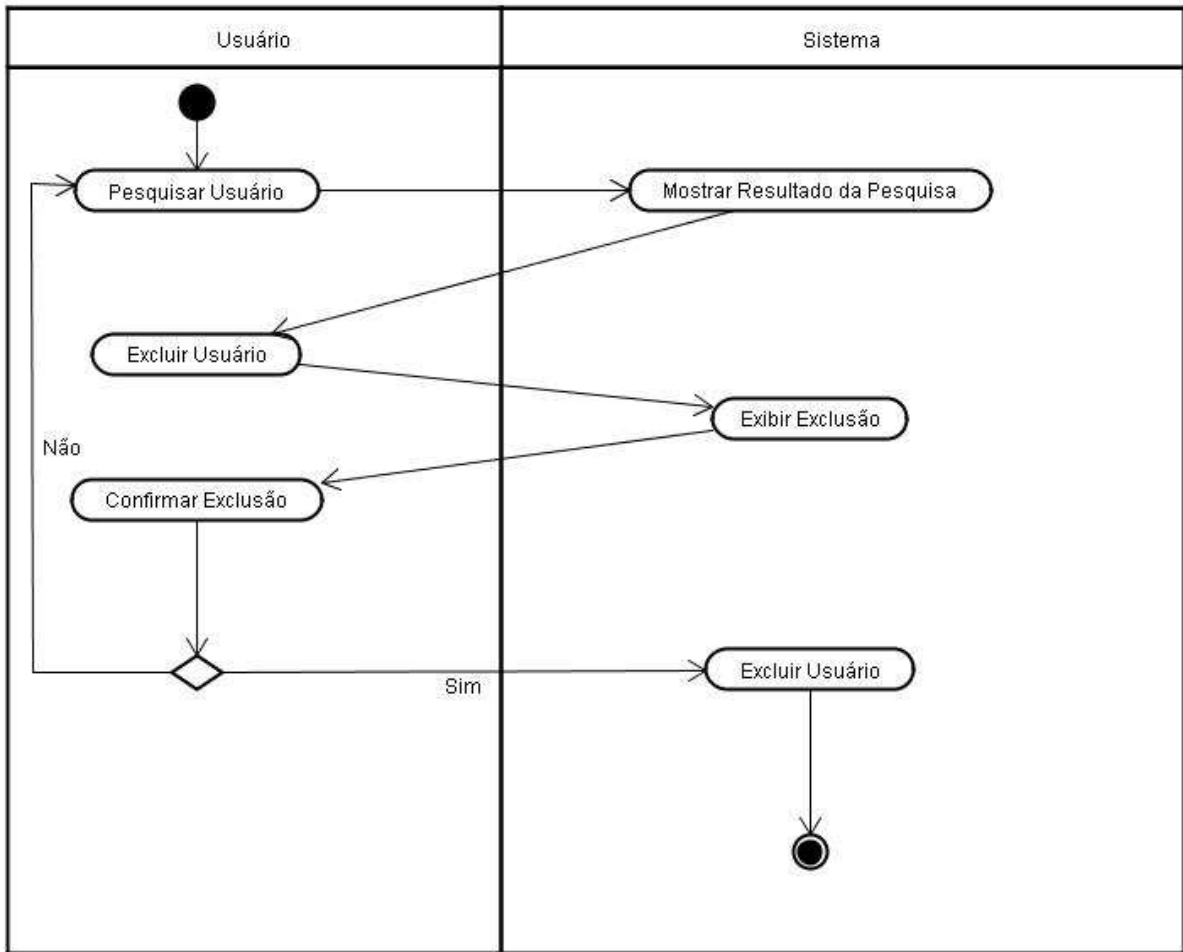 Usuário
Sistema
Pesquisar Usuário
Mostrar Resultado da Pesquisa
Excluir Usuário
Exibir Exclusão
Não
Confirmar Exclusão
Excluir Usuário
Sim